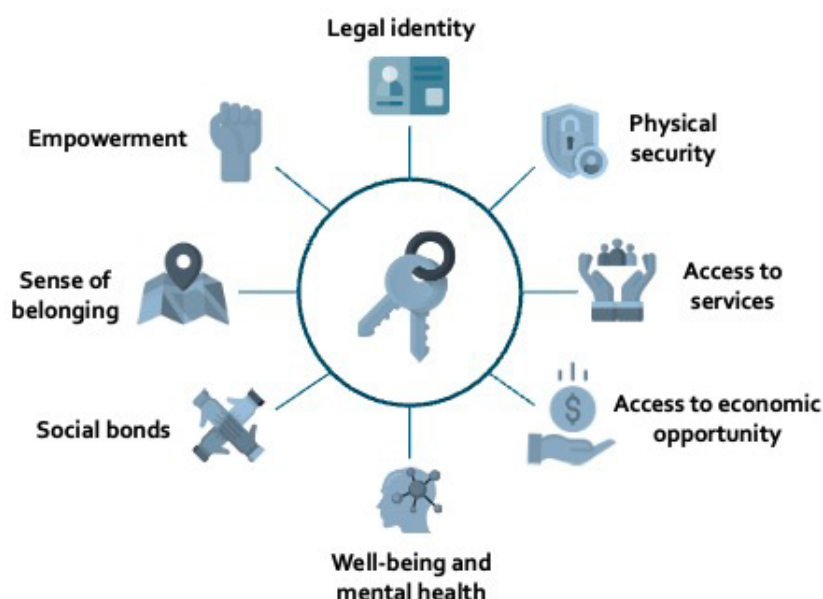 Legal identity
Empowerment
Physical
security
Sense of
belonging
Access to
services
Social bonds
Access to economic
opportunity
$
Well-being and
mental health